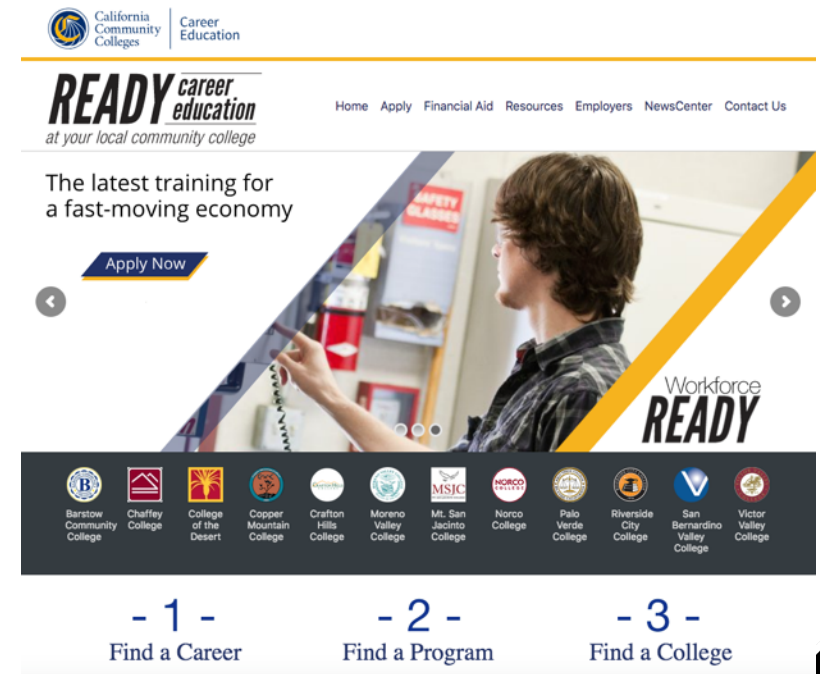 California
Community
Colleges
Career
Education
READY career
education
at your local community college
Home Apply Financial Aid Resources Employers NewsCenter Contact Us
The latest training for
a fast-moving economy
Apply Now
SAFETY
GLASSES
Workforce
READY
B
MSJC
NORCO
COLLEGE
V
Barstow
Community
College
Chaffey
College
College
of the
Desert
Copper
Mountain
College
Crafton
Hills
College
Moreno
Valley
College
Mt. San
Jacinto
College
Norco
College
Palo
Verde
College
Riverside
City
College
San
Bernardino
Valley
College
Victor
Valley
College
- 1 -
Find a Career
- 2 -
Find a Program
- 3 -
Find a College